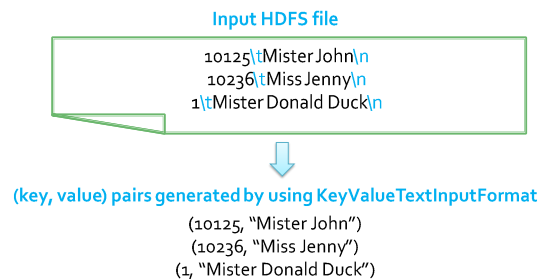 Input HDFS file
10125\tMister John\n
10236\tMiss Jenny\n
1\tMister Donald Duck\n
(key, value) pairs generated by using KeyValueTextInputFormat
(10125, “Mister John”)
(10236, “Miss Jenny”)
(1, “Mister Donald Duck”)